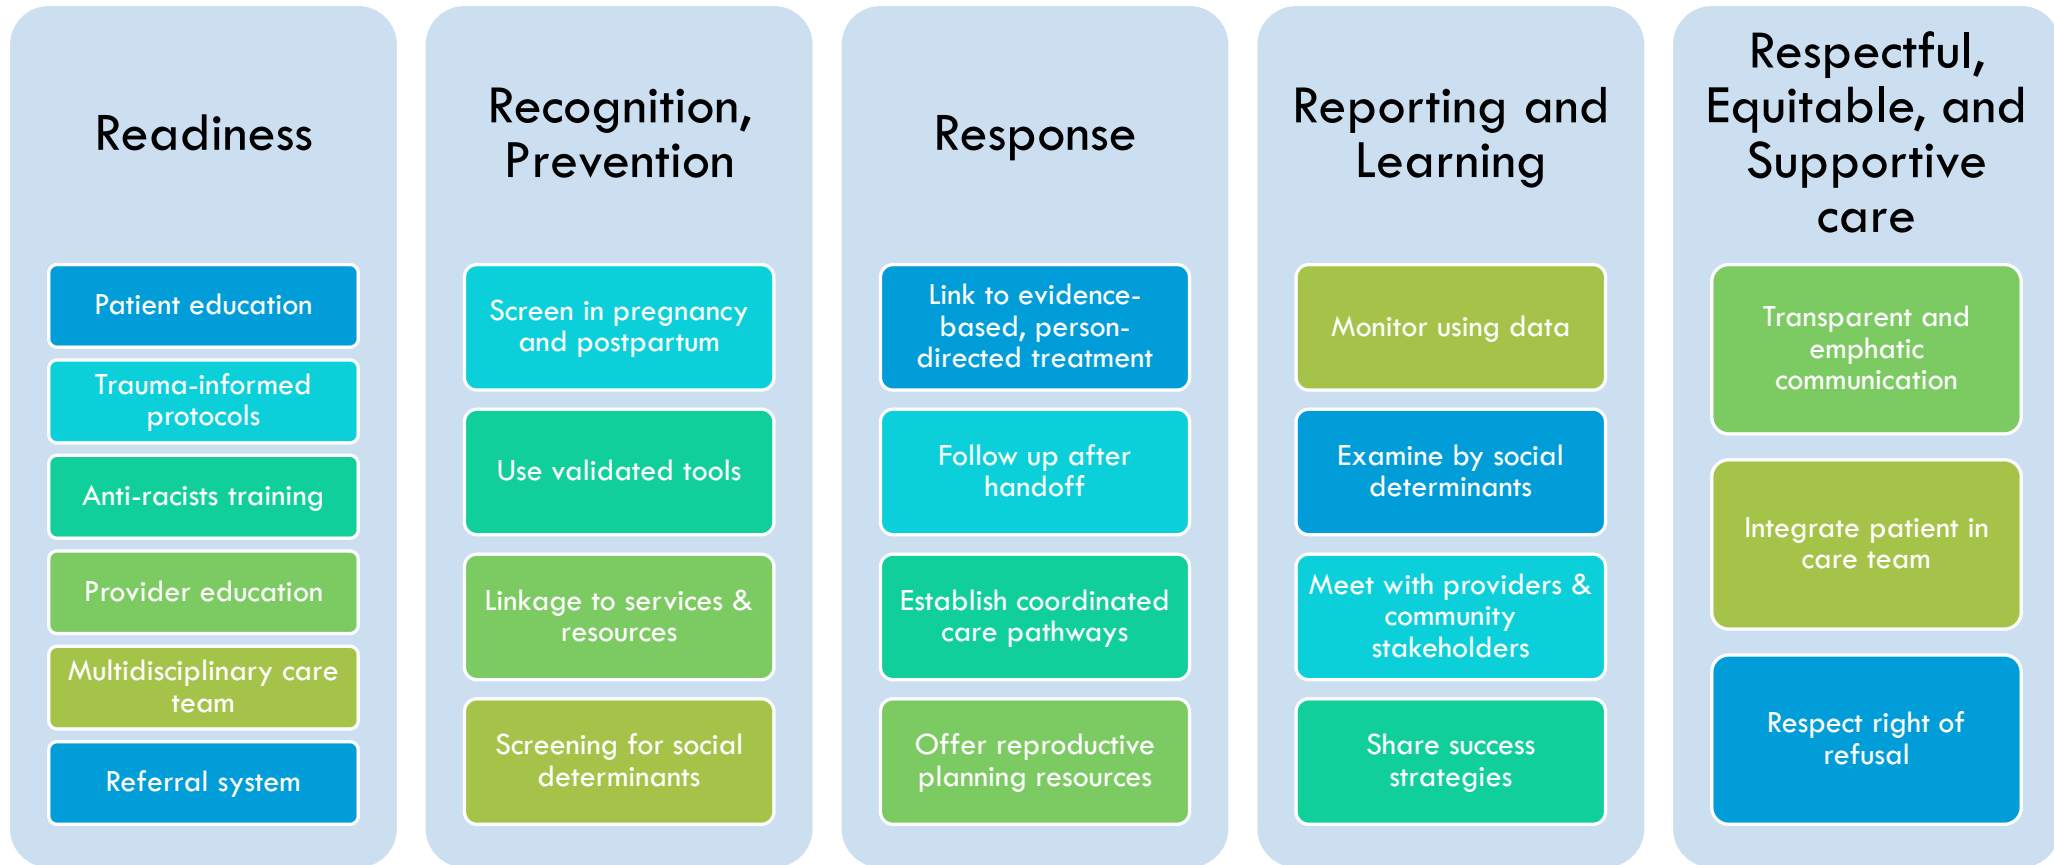 Readiness
Patient education
Trauma-informed
protocols
Anti-racists training
Provider education
Multidisciplinary care
team
Referral system
Recognition,
Prevention
Screen in pregnancy
and postpartum
Use validated tools
Linkage to services &
resources
Screening for social
determinants
Response
Link to evidence-
based, person-
directed treatment
Follow up after
handoff
Establish coordinated
care pathways
Offer reproductive
planning resources
Reporting and
Learning
Monitor using data
Examine by social
determinants
Meet with providers &
community
stakeholders
Share success
strategies
Respectful,
Equitable, and
Supportive
care
Transparent and
emphatic
communication
Integrate patient in
care team
Respect right of
refusal